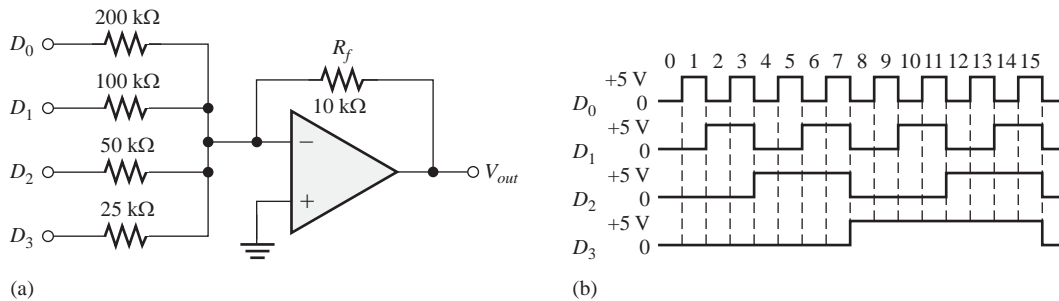 200 kΩ
D0
100 kΩ
D1
50 kΩ
D2
25 kΩ
D3
Rf
10 kΩ
−
+
Vout
(a)
0 1 2 3 4 5 6 7 8 9 10 11 12 13 14 15
+5 V
D0 0
+5 V
D1 0
+5 V
D2 0
+5 V
D3 0
(b)